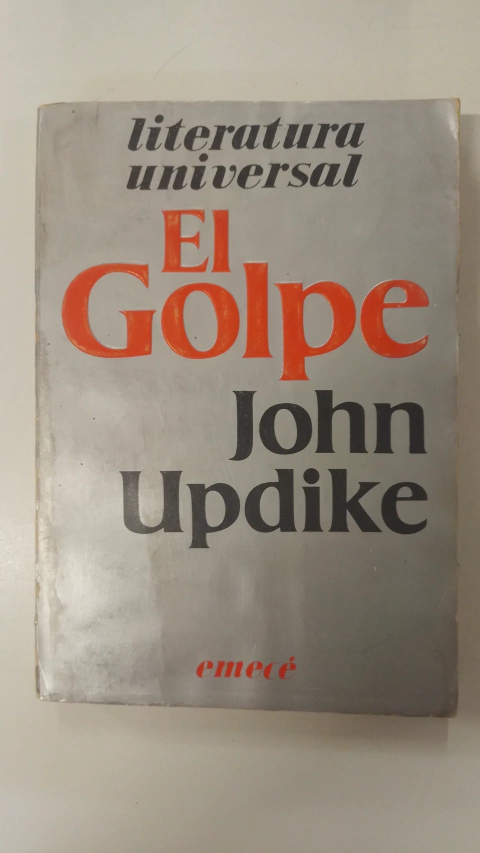 literatura
universal
El
Golpe
John
Updike
emecé